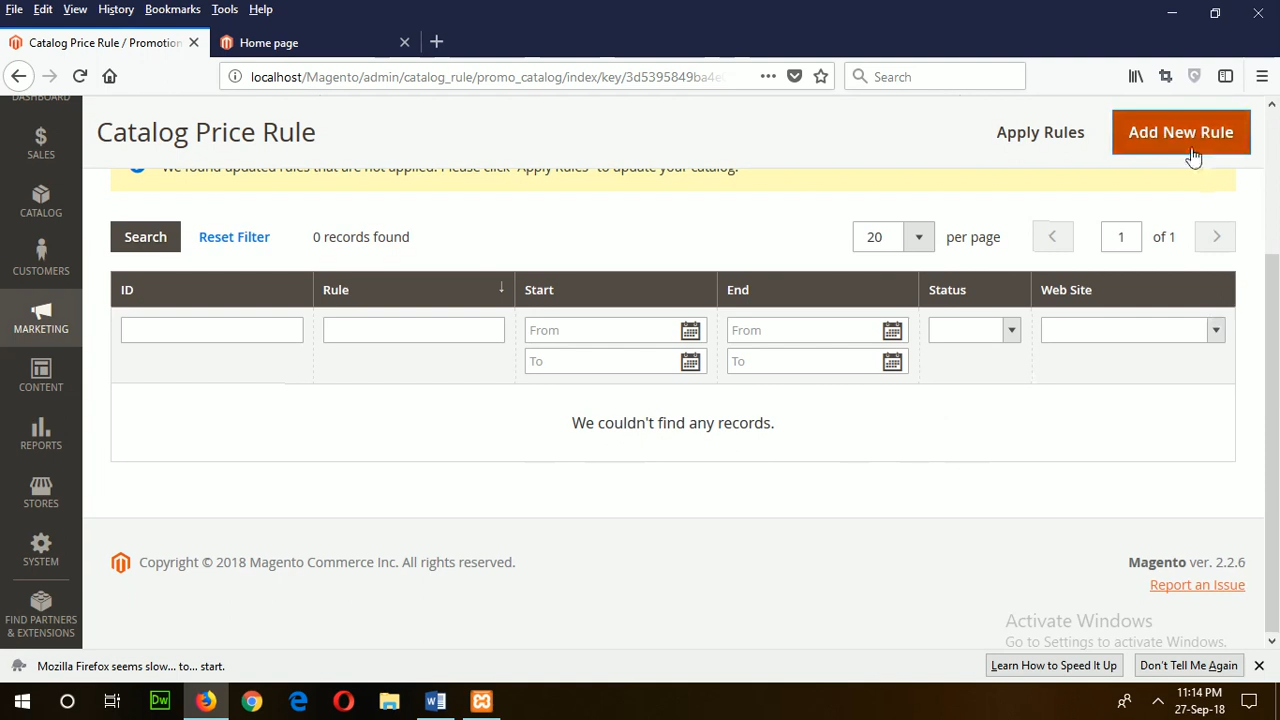 File Edit View History Bookmarks Tools Help
Catalog Price Rule / Promotion
Home page
localhost/Magento/admin/catalog_rule/promo_catalog/index/key/3d5395849ba4e
Search
DASHBOARD
SALES
CATALOG
CUSTOMERS
MARKETING
CONTENT
REPORTS
STORES
SYSTEM
FIND PARTNERS
& EXTENSIONS
Catalog Price Rule
Apply Rules
Add New Rule
We found updated rules that are not applied. Please click "Apply Rules" to update your catalog.
Search Reset Filter 0 records found
20 per page 1 of 1
ID Rule Start End Status Web Site
From From
To To
We couldn't find any records.
Copyright © 2018 Magento Commerce Inc. All rights reserved.
Magento ver. 2.2.6
Report an Issue
Activate Windows
Go to Settings to activate Windows.
Mozilla Firefox seems slow... to... start.
Learn How to Speed It Up
Don't Tell Me Again
Dw
11:14 PM
27-Sep-18